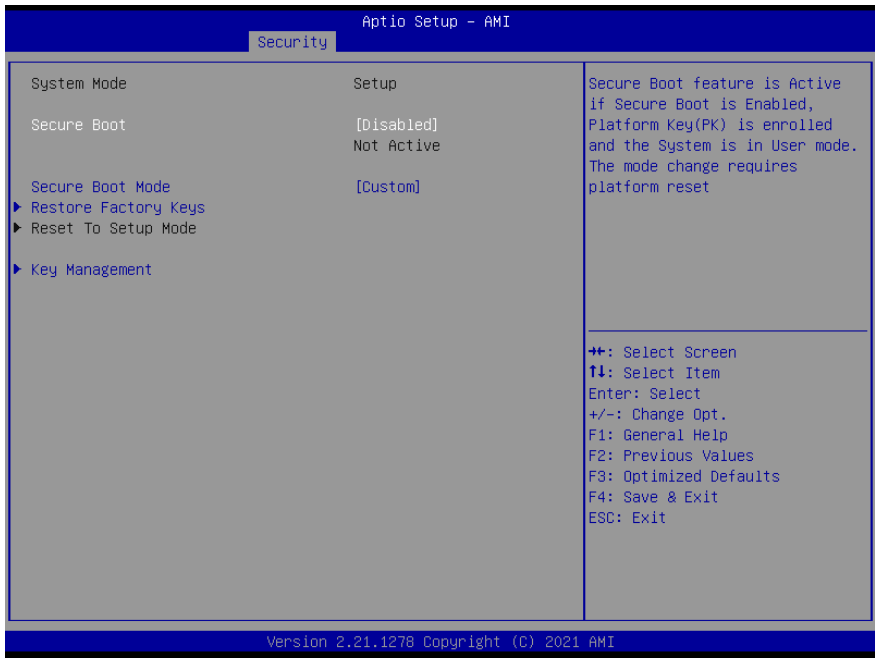 Aptio Setup – AMI
Security
System Mode Setup
Secure Boot [Disabled]
Not Active
Secure Boot Mode [Custom]
Restore Factory Keys
Reset To Setup Mode
Key Management
Secure Boot feature is Active
if Secure Boot is Enabled,
Platform Key(PK) is enrolled
and the System is in User mode.
The mode change requires
platform reset
→←: Select Screen
↑↓: Select Item
Enter: Select
+/-: Change Opt.
F1: General Help
F2: Previous Values
F3: Optimized Defaults
F4: Save & Exit
ESC: Exit
Version 2.21.1278 Copyright (C) 2021 AMI